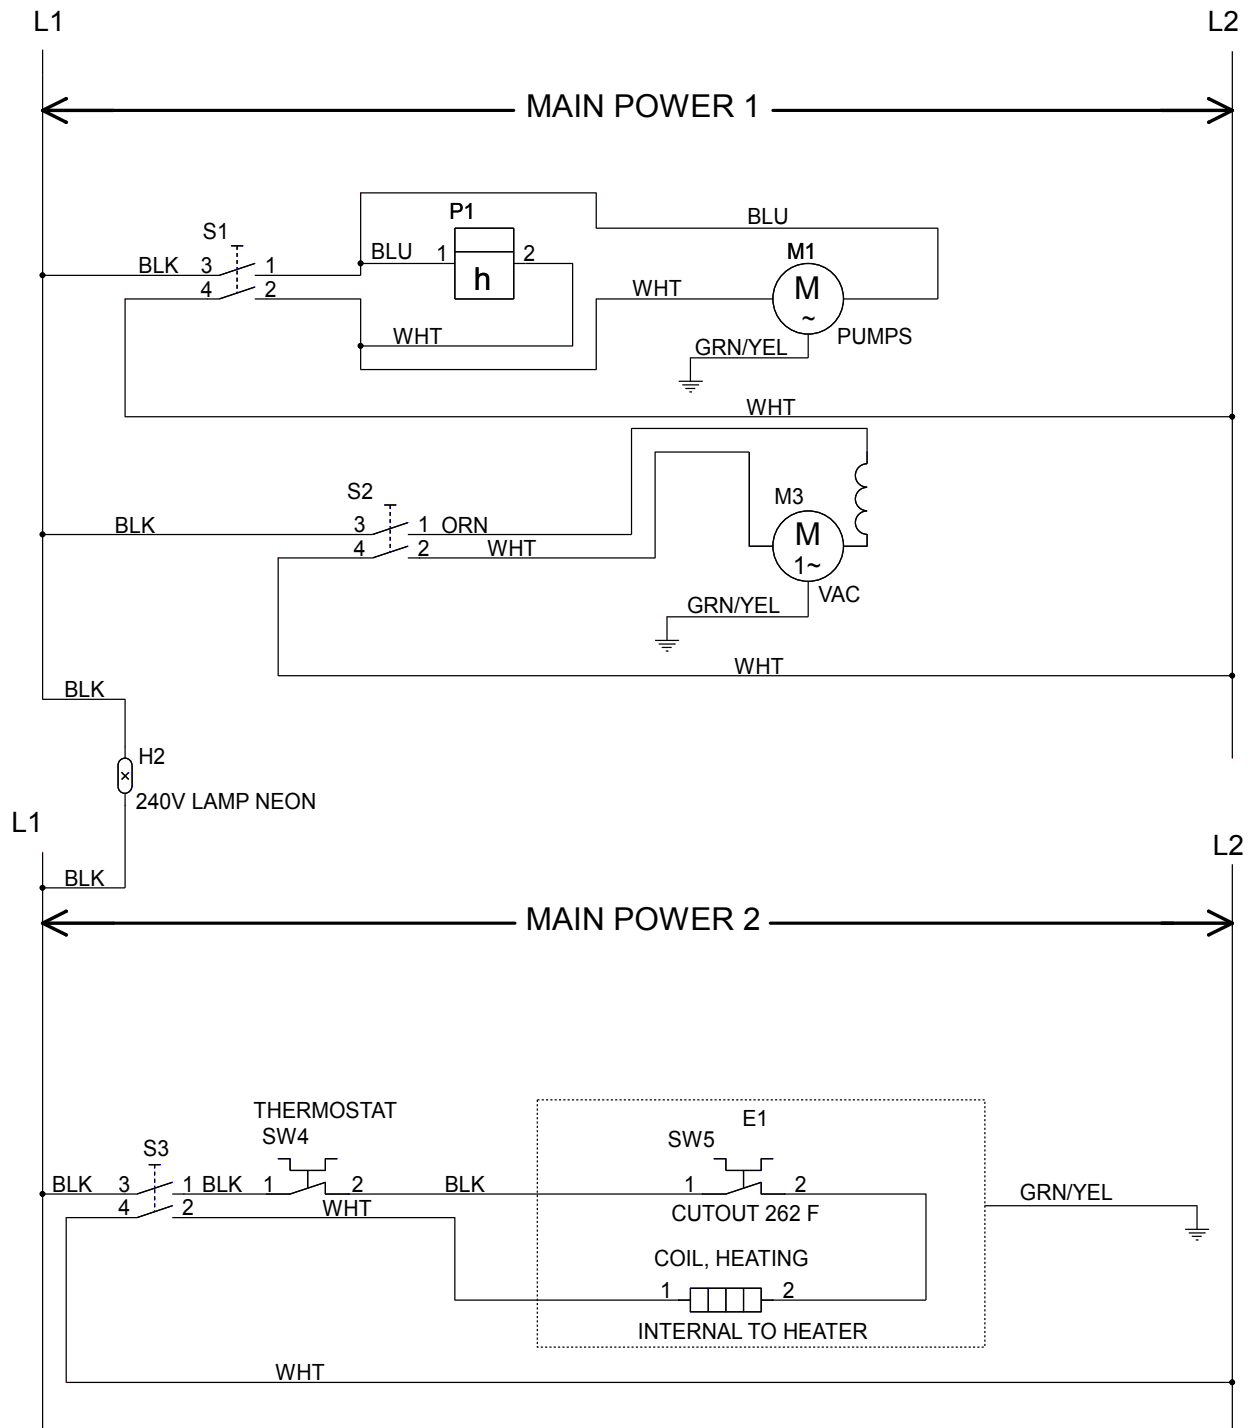 L1
L2
MAIN POWER 1
P1
BLU
S1
BLU
1
2
M1
BLK
3
1
h
M
4
2
WHT
~
WHT
PUMPS
GRN/YEL
WHT
S2
M3
BLK
3
1
ORN
M
4
2
WHT
1~
VAC
GRN/YEL
WHT
BLK
H2
240V LAMP NEON
L1
L2
BLK
MAIN POWER 2
THERMOSTAT
E1
SW4
SW5
S3
BLK
3
1
BLK
1
2
BLK
1
2
GRN/YEL
4
2
WHT
CUTOUT 262 F
COIL, HEATING
1
2
INTERNAL TO HEATER
WHT